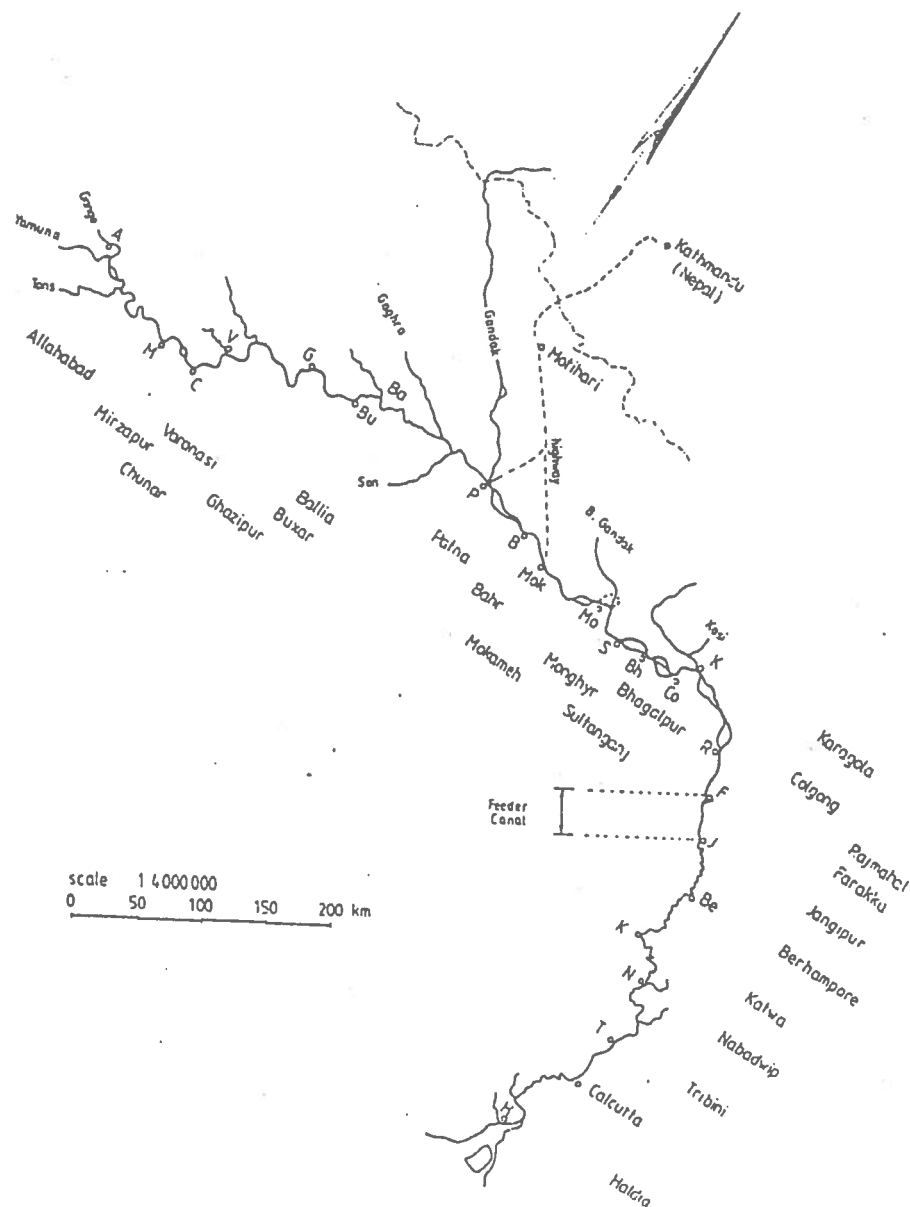 Yamuna
Ganga
A
Tons
M
C
V
G
Bu
Ba
Goghra
Gandak
Kathmandu
(Nepal)
Motihari
highway
Son
P
B
Mok
B. Gandak
Mo
S
Bh
Co
Kosi
K
R
F
J
Be
K
N
T
Calcutta
H
Feeder
Canal
Allahabad
Mirzapur
Varanasi
Chunar
Ghazipur
Buxar
Ballia
Patna
Bahr
Mokameh
Monghyr
Sultanganj
Bhagalpur
Karagola
Colgong
Rajmahal
Farakku
Jangipur
Berhampore
Katwa
Nabadwip
Tribini
Haldia
scale 1 4000000
0 50 100 150 200 km